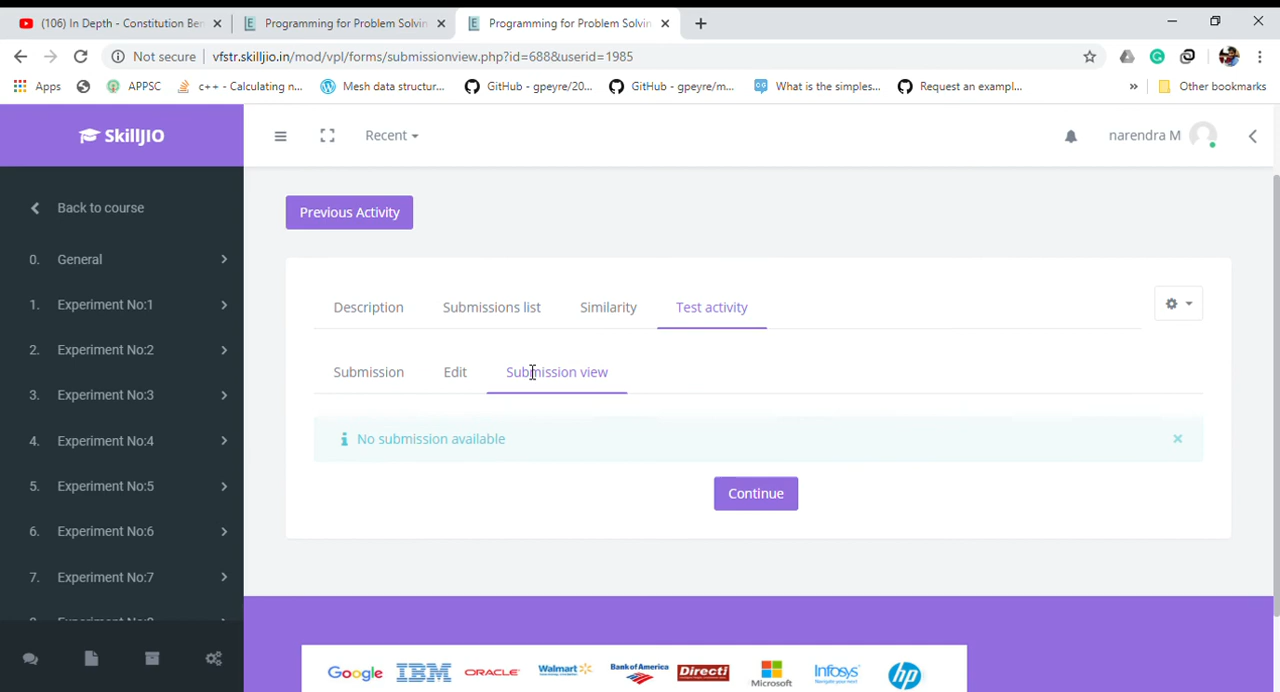 (106) In Depth - Constitution Be
Programming for Problem Solvin
Programming for Problem Solvin
Not secure
vfstr.skilljio.in/mod/vpl/forms/submissionview.php?id=688&userid=1985
Apps
APPSC
c++ - Calculating n...
Mesh data structur...
GitHub - gpeyre/20...
GitHub - gpeyre/m...
What is the simples...
Request an exampl...
»
Other bookmarks
SkillJIO
Recent
narendra M
Back to course
0. General
1. Experiment No:1
2. Experiment No:2
3. Experiment No:3
4. Experiment No:4
5. Experiment No:5
6. Experiment No:6
7. Experiment No:7
Previous Activity
Description
Submissions list
Similarity
Test activity
Submission
Edit
Submission view
No submission available
Continue
Google
IBM
ORACLE
Walmart
Bank of America
Directi
Microsoft
Infosys
hp